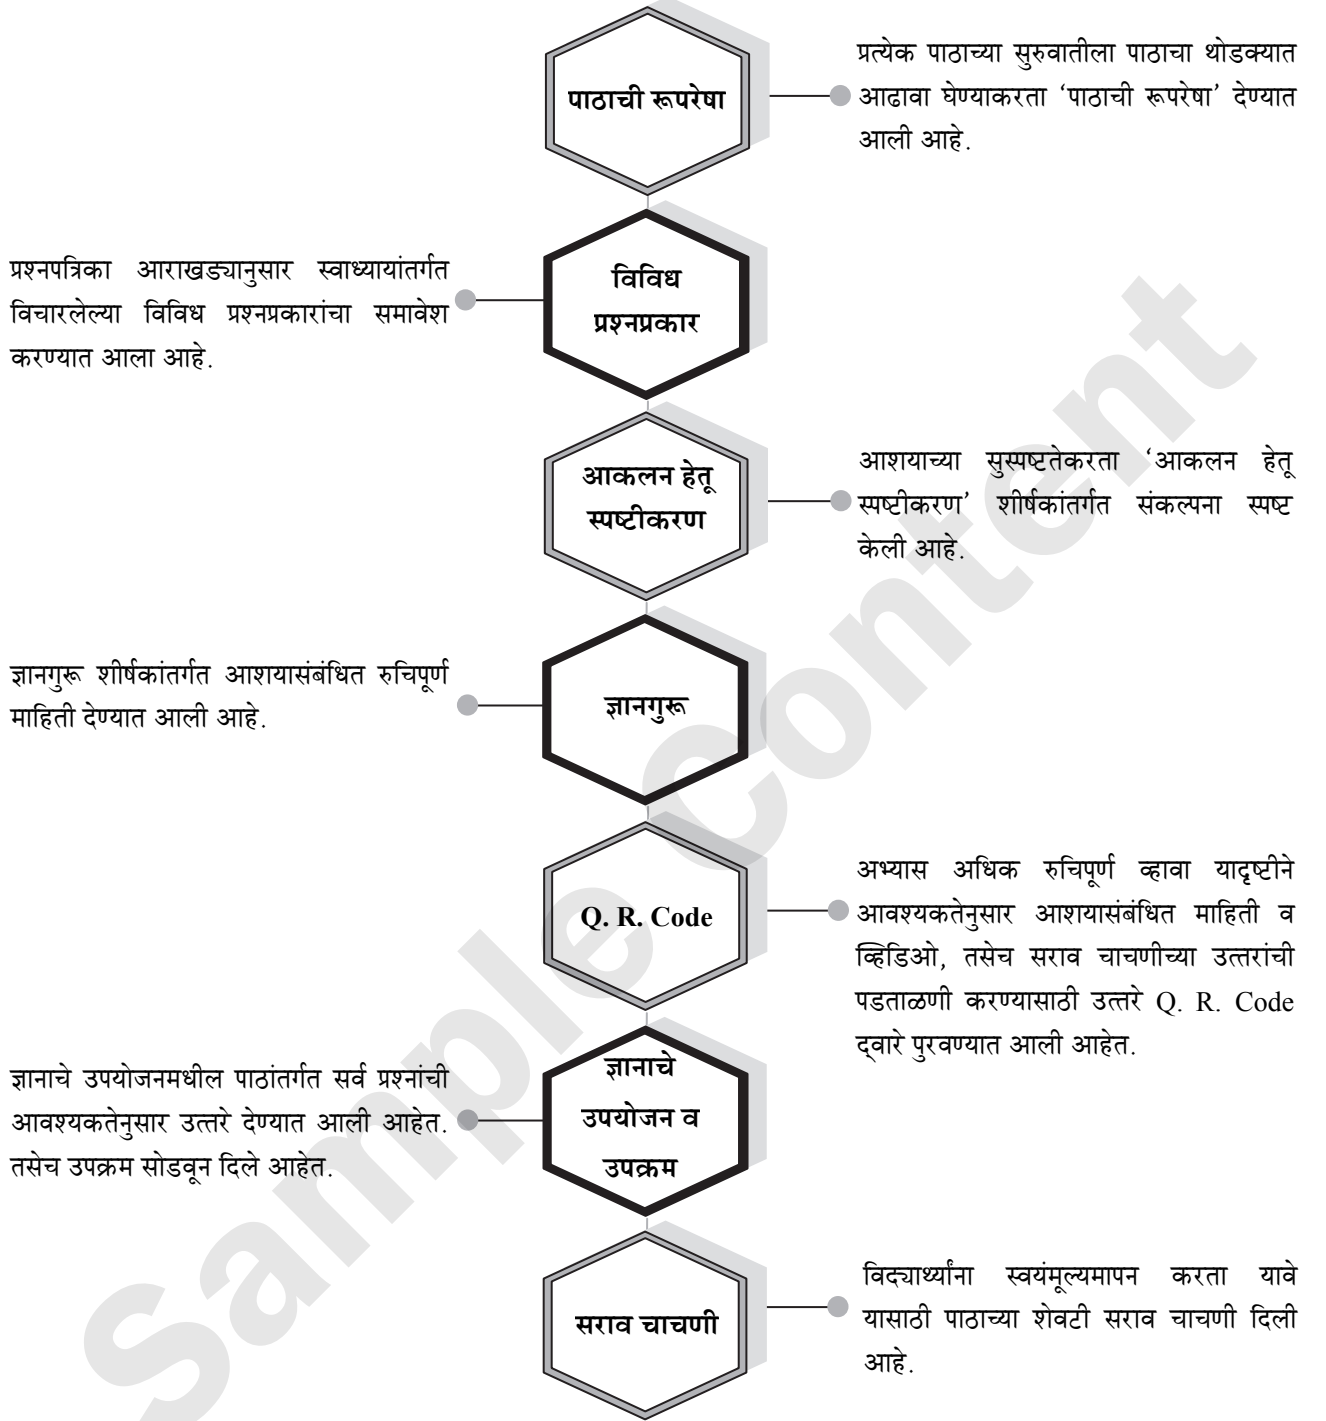 पाठाची रूपरेषा
प्रत्येक पाठाच्या सुरुवातीला पाठाचा थोडक्यात
आढावा घेण्याकरता ‘पाठाची रूपरेषा’ देण्यात
आली आहे.
विविध
प्रश्नप्रकार
प्रश्नपत्रिका आराखड्यानुसार स्वाध्यायांतर्गत
विचारलेल्या विविध प्रश्नप्रकारांचा समावेश
करण्यात आला आहे.
आकलन हेतू
स्पष्टीकरण
आशयाच्या सुस्पष्टतेकरता ‘आकलन हेतू
स्पष्टीकरण’ शीर्षकांतर्गत संकल्पना स्पष्ट
केली आहे.
ज्ञानगुरू
ज्ञानगुरू शीर्षकांतर्गत आशयासंबंधित रुचिपूर्ण
माहिती देण्यात आली आहे.
Q. R. Code
अभ्यास अधिक रुचिपूर्ण व्हावा यादृष्टीने
आवश्यकतेनुसार आशयासंबंधित माहिती व
व्हिडिओ, तसेच सराव चाचणीच्या उत्तरांची
पडताळणी करण्यासाठी उत्तरे Q. R. Code
द्वारे पुरवण्यात आली आहेत.
ज्ञानाचे
उपयोजन व
उपक्रम
ज्ञानाचे उपयोजनमधील पाठांतर्गत सर्व प्रश्नांची
आवश्यकतेनुसार उत्तरे देण्यात आली आहेत.
तसेच उपक्रम सोडवून दिले आहेत.
सराव चाचणी
विद्यार्थ्यांना स्वयंमूल्यमापन करता यावे
यासाठी पाठाच्या शेवटी सराव चाचणी दिली
आहे.
Sample Content